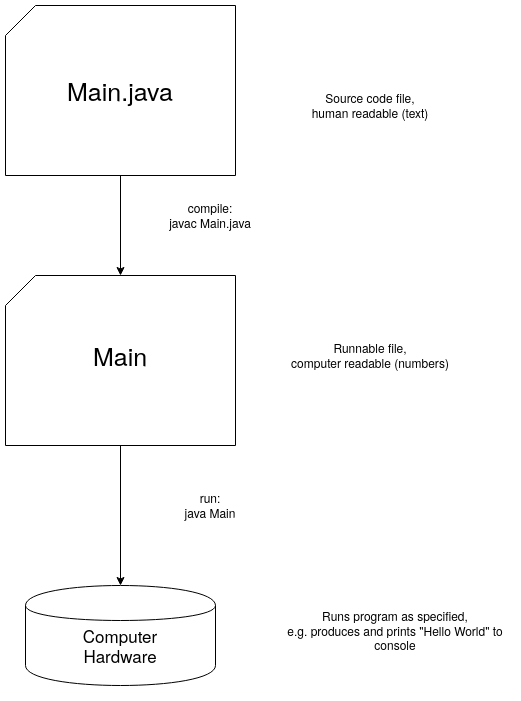 Main.java
Source code file,
human readable (text)
compile:
javac Main.java
Main
Runnable file,
computer readable (numbers)
run:
java Main
Computer
Hardware
Runs program as specified,
e.g. produces and prints "Hello World" to
console